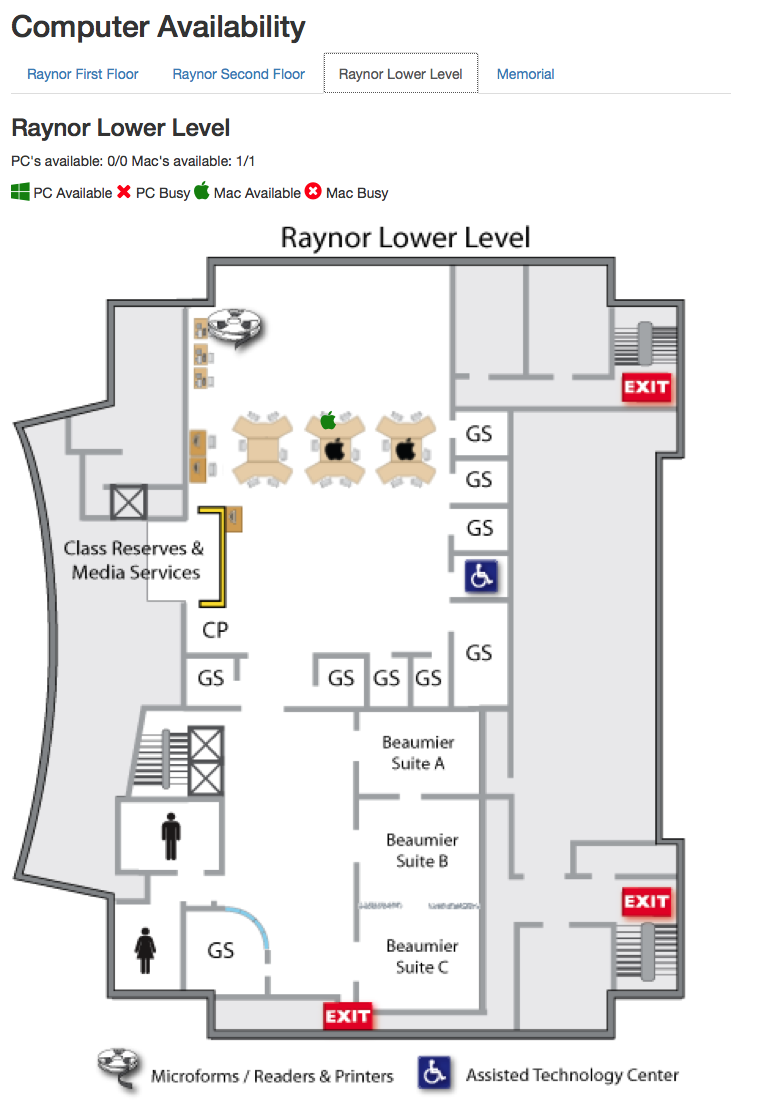 Computer Availability
Raynor First Floor Raynor Second Floor Raynor Lower Level Memorial
Raynor Lower Level
PC's available: 0/0 Mac's available: 1/1
PC Available PC Busy Mac Available Mac Busy
Raynor Lower Level
EXIT
GS
GS
GS
Class Reserves &
Media Services
CP
GS
GS
GS
GS
GS
Beaumier
Suite A
Beaumier
Suite B
EXIT
GS
Beaumier
Suite C
EXIT
Microforms / Readers & Printers
Assisted Technology Center